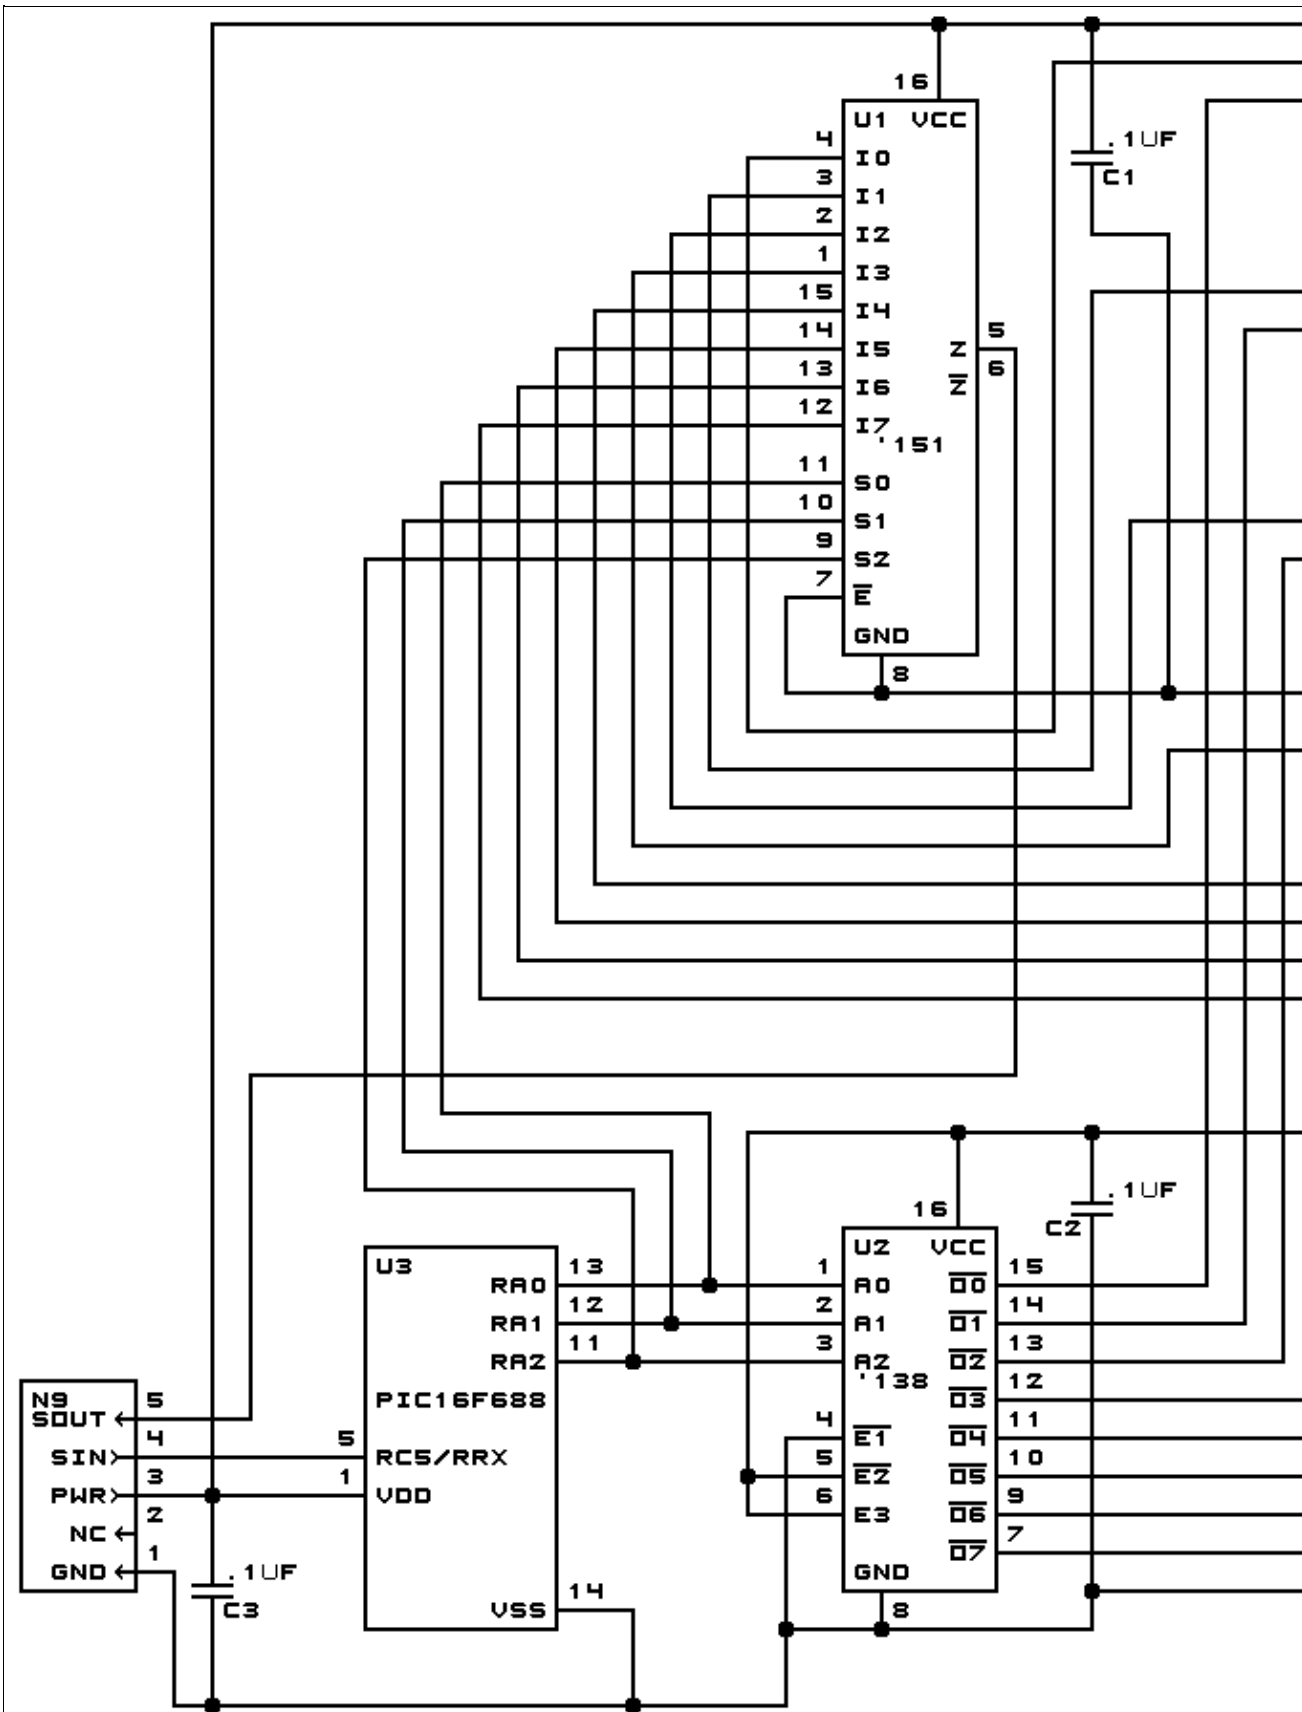 16
U1 VCC
4
I0
3
I1
2
I2
1
I3
15
I4
14
I5
13
I6
12
I7
'151
11
S0
10
S1
9
S2
7
E
GND
8
Z
5
Z
6
.1UF
C1
16
U2 VCC
1
A0
2
A1
3
A2
'138
4
E1
5
E2
6
E3
GND
8
O0
15
O1
14
O2
13
O3
12
O4
11
O5
10
O6
9
O7
7
.1UF
C2
U3
RA0
13
RA1
12
RA2
11
PIC16F688
5
RC5/RRX
1
VDD
VSS
14
N9
SOUT
5
SIN
4
PWR
3
NC
2
GND
1
.1UF
C3